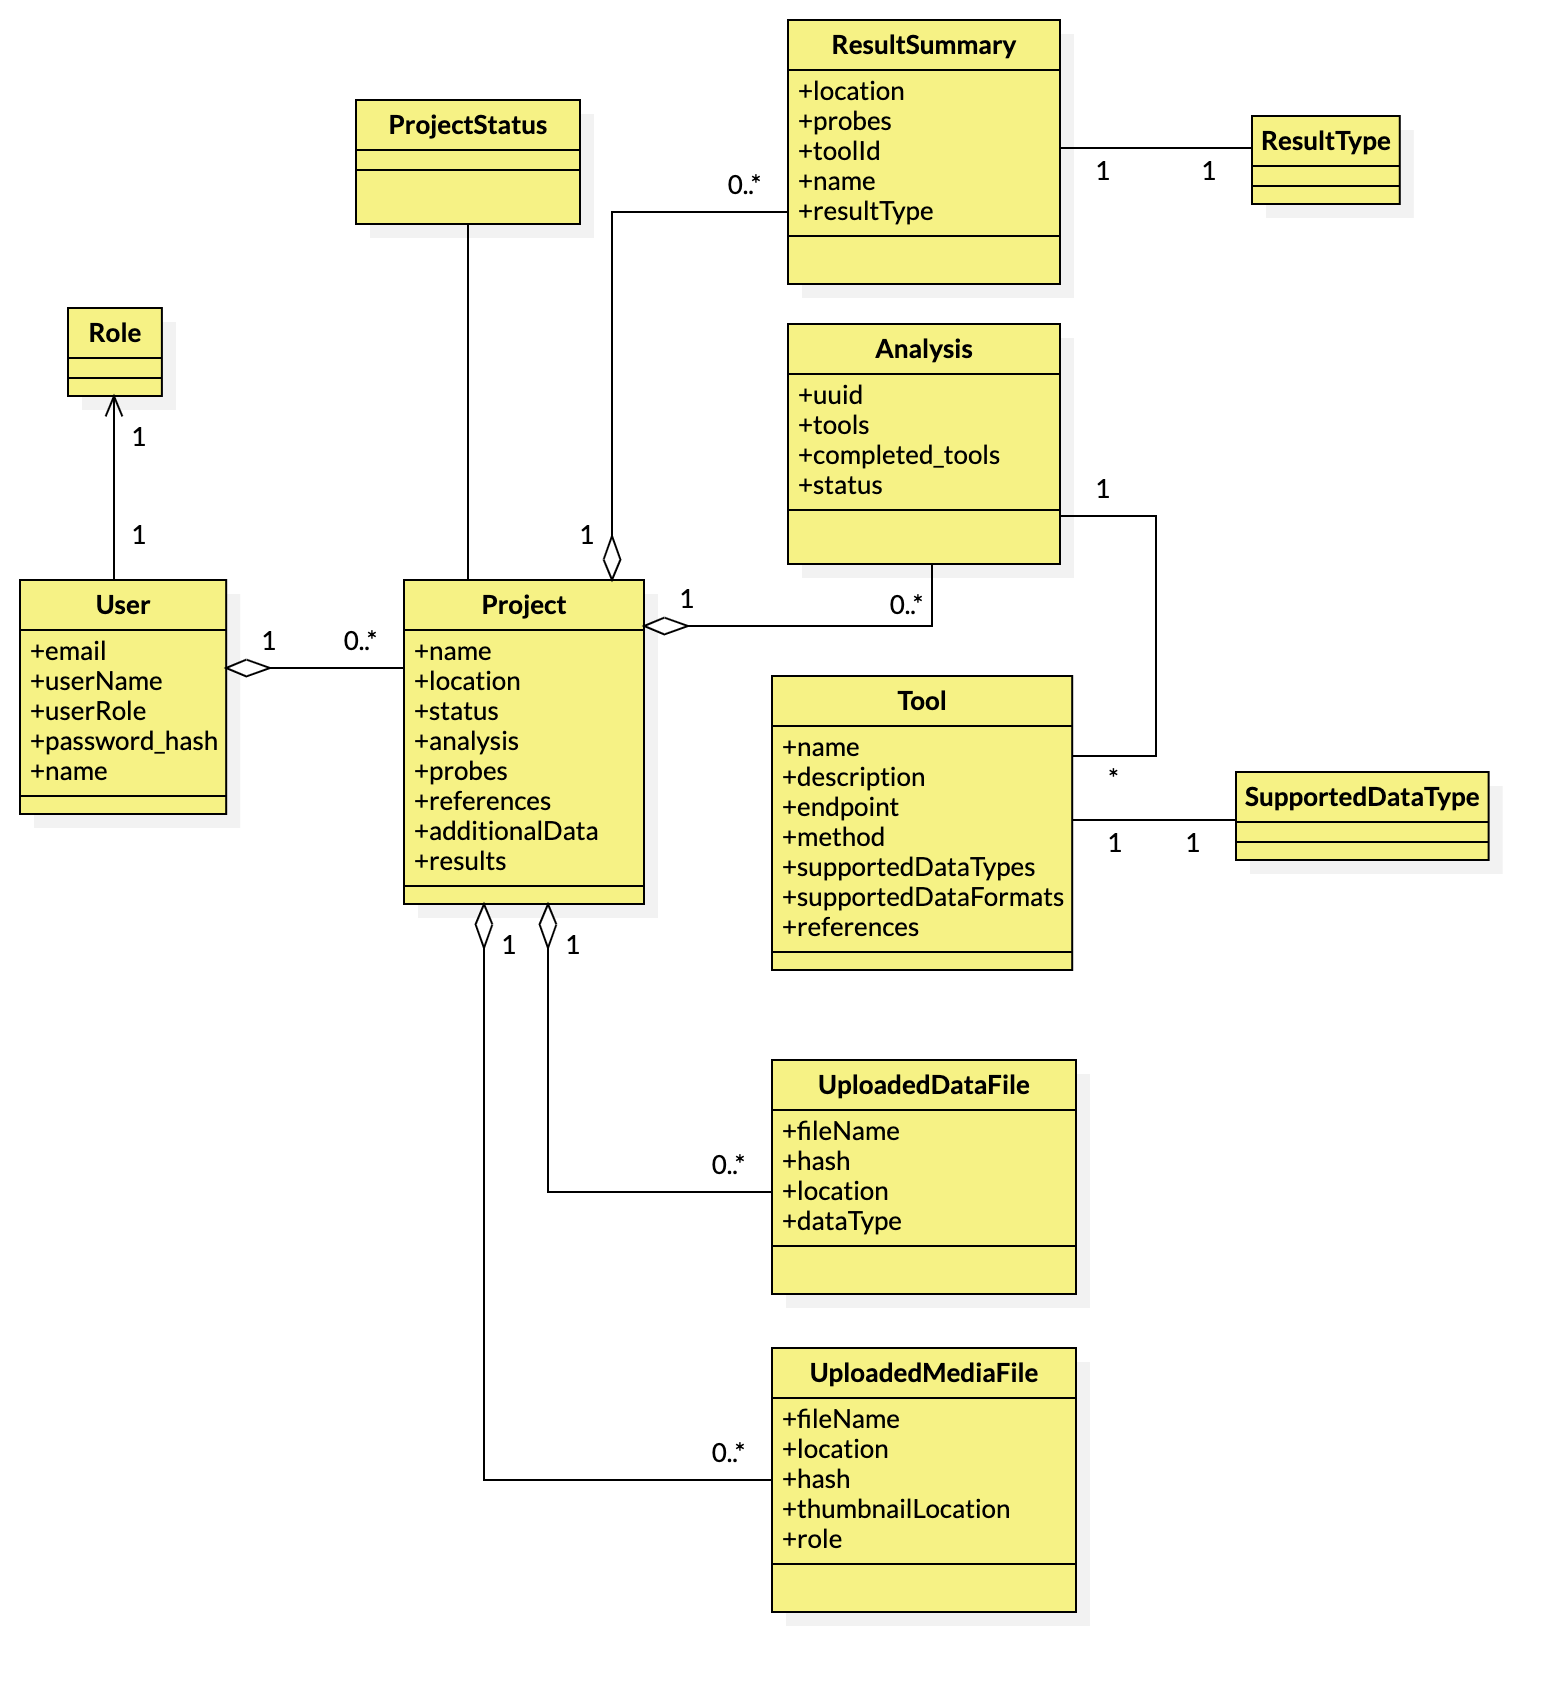 ResultSummary
+location
+probes
+toolId
+name
+resultType
ProjectStatus
ResultType
0..*
1
1
Role
Analysis
+uuid
+tools
+completed_tools
+status
1
1
1
1
1
0..*
User
+email
+userName
+userRole
+password_hash
+name
1
0..*
Project
+name
+location
+status
+analysis
+probes
+references
+additionalData
+results
Tool
+name
+description
+endpoint
+method
+supportedDataTypes
+supportedDataFormats
+references
*
SupportedDataType
1
1
1
1
UploadedDataFile
+fileName
+hash
+location
+dataType
0..*
UploadedMediaFile
+fileName
+location
+hash
+thumbnailLocation
+role
0..*